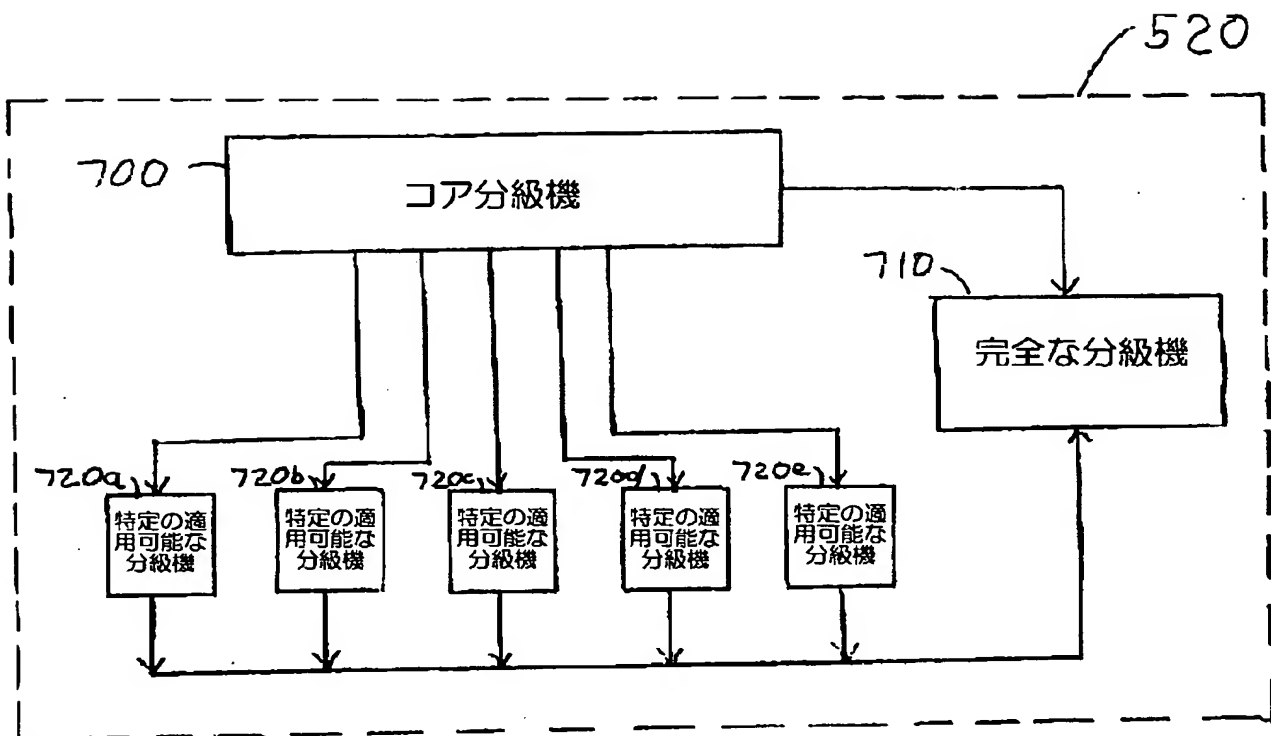 520
700
コア分級機
710
完全な分級機
720a
720b
720c
720d
720e
特定の適
用可能な
分級機
特定の適
用可能な
分級機
特定の適
用可能な
分級機
特定の適
用可能な
分級機
特定の適
用可能な
分級機